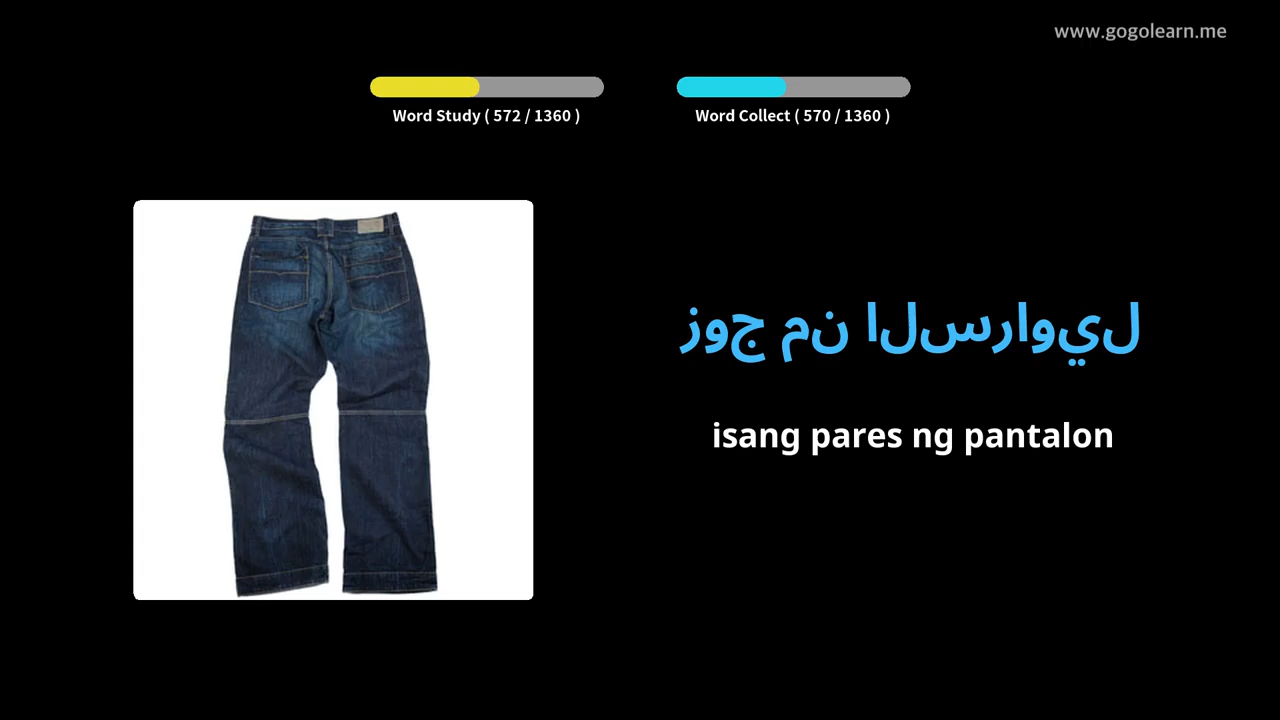 www.gogolearn.me
Word Study ( 572 / 1360 )
Word Collect ( 570 / 1360 )
زوج من السراويل
isang pares ng pantalon